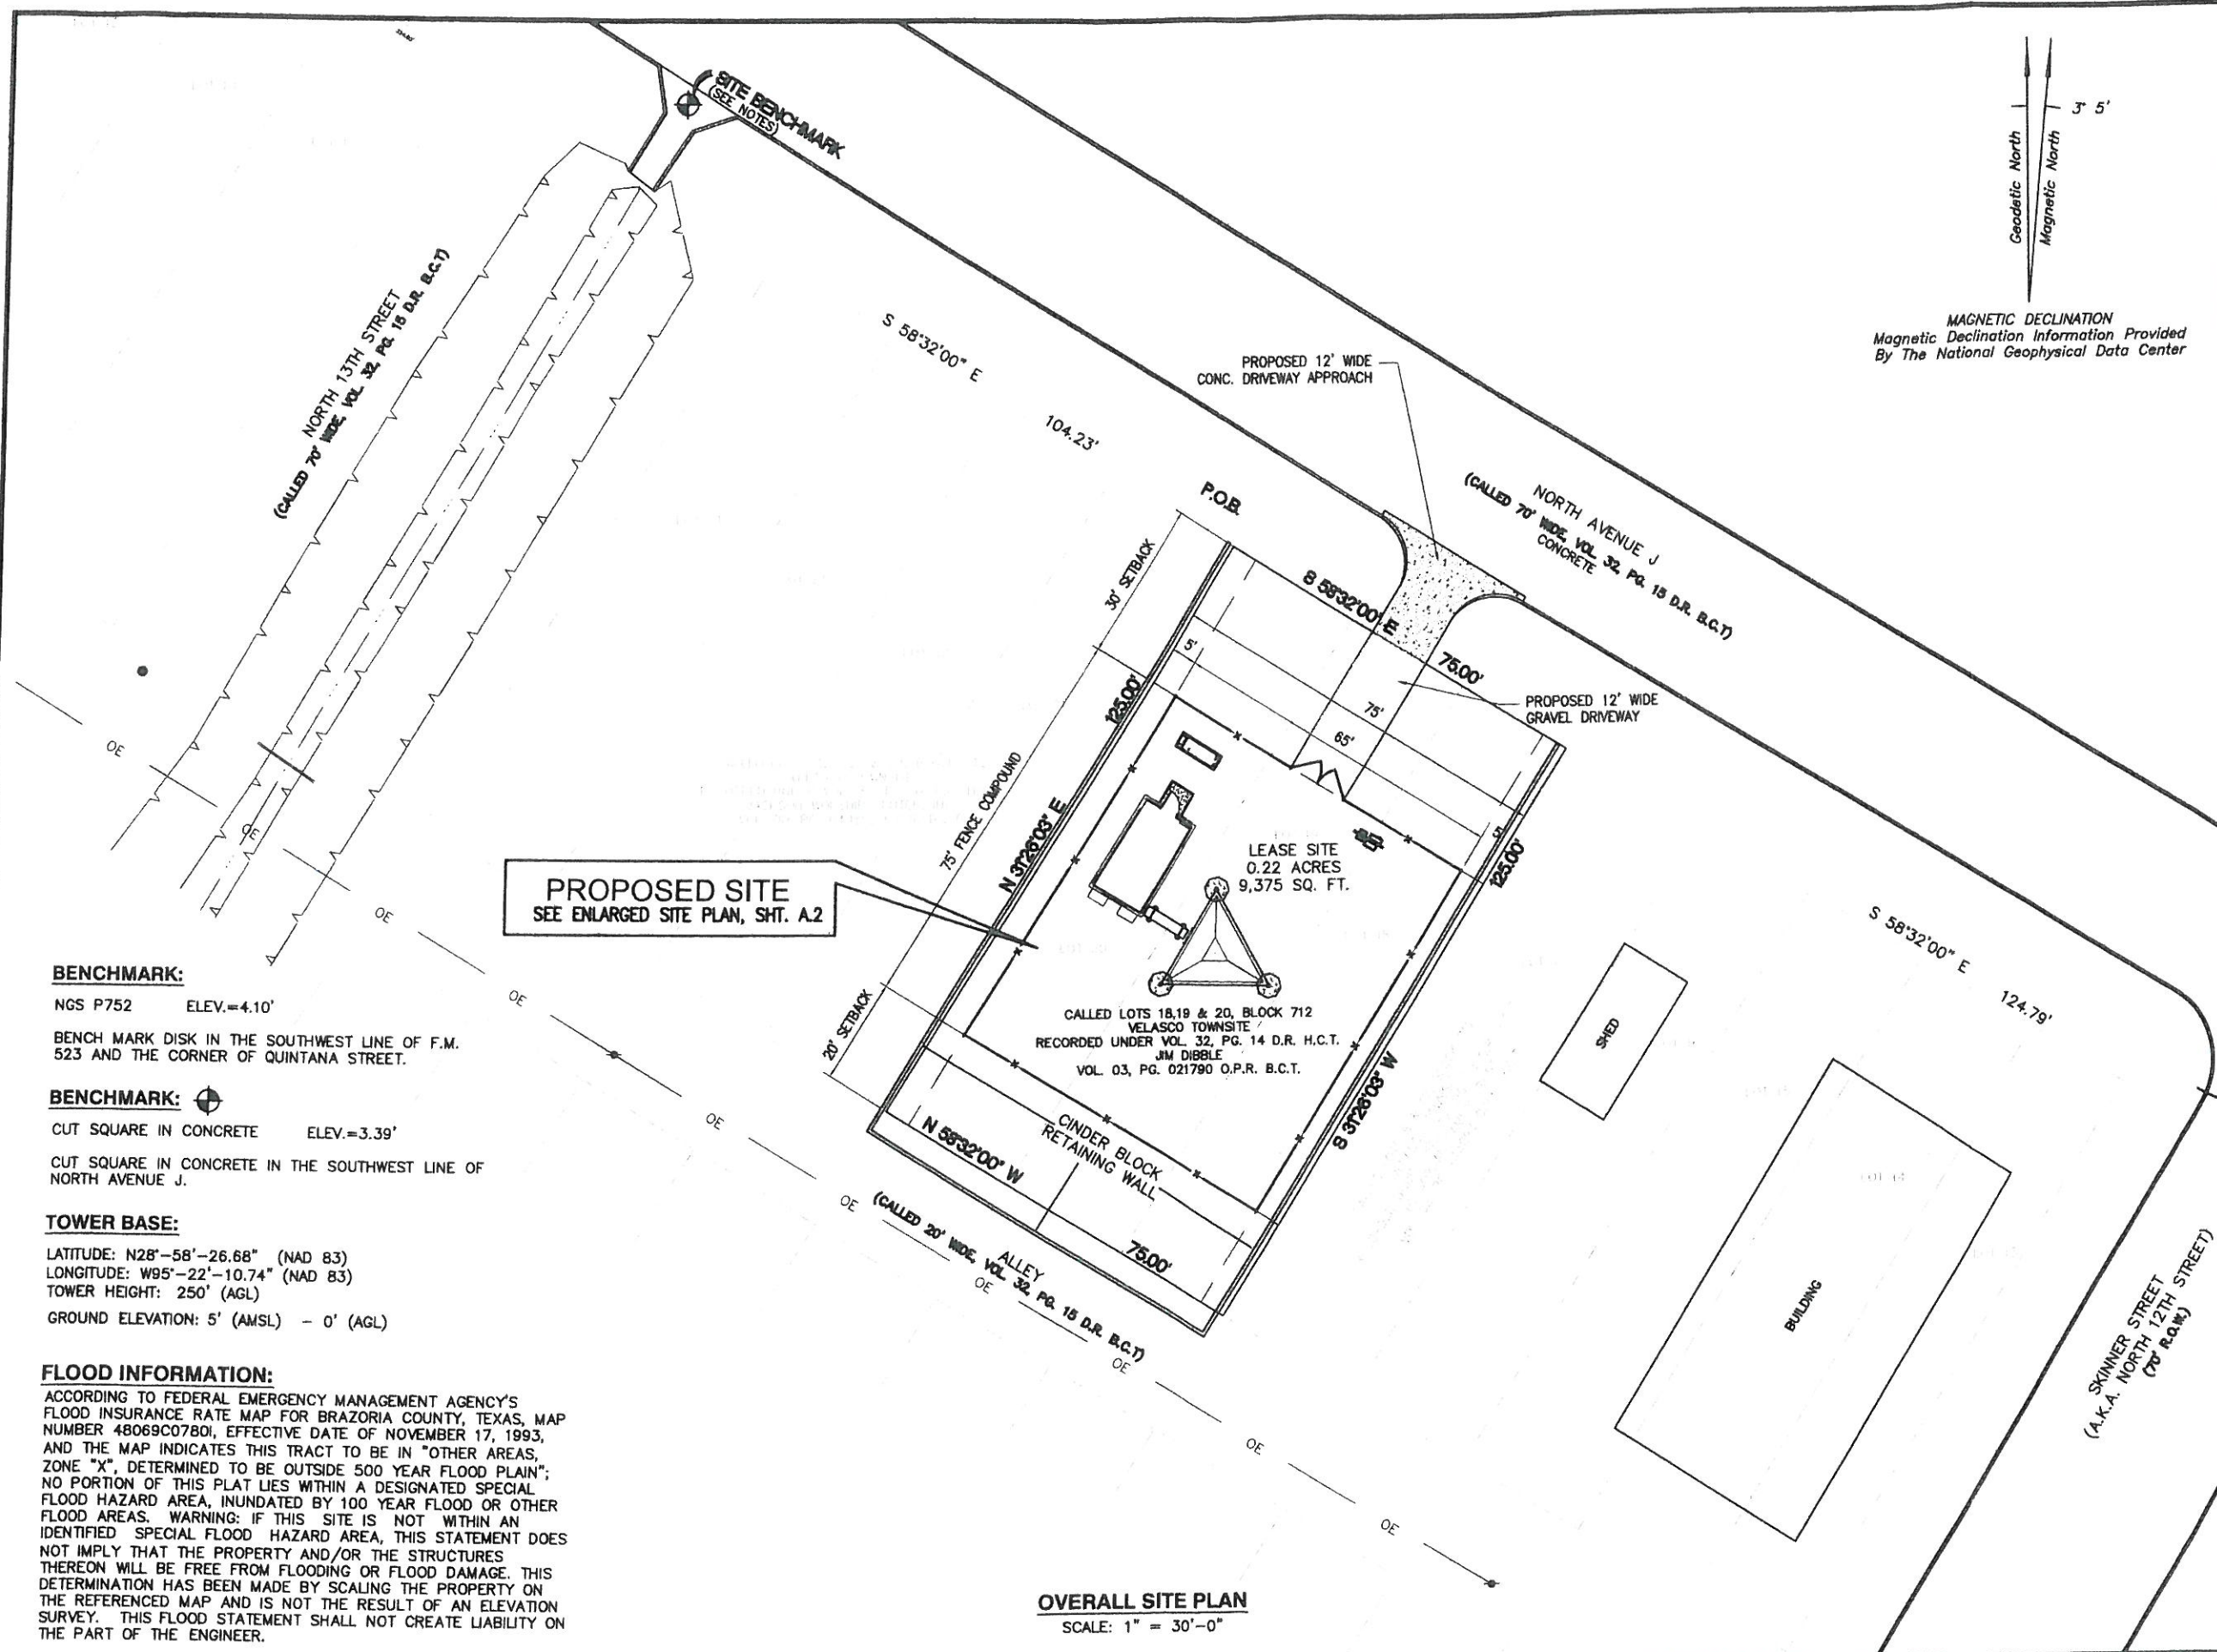 SITE BENCHMARK
(SEE NOTES)
3° 5'
Geodetic North
Magnetic North
MAGNETIC DECLINATION
Magnetic Declination Information Provided
By The National Geophysical Data Center
NORTH 13TH STREET
(CALLED 70' WIDE, VOL. 32, PG. 15 D.R. B.C.T)
S 58°32'00" E
104.23'
PROPOSED 12' WIDE
CONC. DRIVEWAY APPROACH
NORTH AVENUE J
(CALLED 70' WIDE, VOL. 32, PG. 15 D.R. B.C.T)
CONCRETE
P.O.B.
30' SETBACK
S 58°32'00" E
75.00'
5'
75'
65'
5'
PROPOSED 12' WIDE
GRAVEL DRIVEWAY
125.00'
N 31°26'03" E
75' FENCE COMPOUND
20' SETBACK
LEASE SITE
0.22 ACRES
9,375 SQ. FT.
125.00'
S 31°26'03" W
PROPOSED SITE
SEE ENLARGED SITE PLAN, SHT. A.2
CALLED LOTS 18,19 & 20, BLOCK 712
VELASCO TOWNSITE
RECORDED UNDER VOL. 32, PG. 14 D.R. H.C.T.
JIM DIBBLE
VOL. 03, PG. 021790 O.P.R. B.C.T.
CINDER BLOCK
RETAINING WALL
N 58°32'00" W
75.00'
ALLEY
(CALLED 20' WIDE, VOL. 32, PG. 15 D.R. B.C.T)
OE
OE
OE
OE
OE
OE
OE
OE
OE
OE
S 58°32'00" E
124.79'
SHED
BUILDING
SKINNER STREET
(A.K.A. NORTH 12TH STREET)
(70' R.O.W.)
BENCHMARK:
NGS P752 ELEV.=4.10'
BENCH MARK DISK IN THE SOUTHWEST LINE OF F.M.
523 AND THE CORNER OF QUINTANA STREET.
BENCHMARK:
CUT SQUARE IN CONCRETE ELEV.=3.39'
CUT SQUARE IN CONCRETE IN THE SOUTHWEST LINE OF
NORTH AVENUE J.
TOWER BASE:
LATITUDE: N28°-58'-26.68" (NAD 83)
LONGITUDE: W95°-22'-10.74" (NAD 83)
TOWER HEIGHT: 250' (AGL)
GROUND ELEVATION: 5' (AMSL) - 0' (AGL)
FLOOD INFORMATION:
ACCORDING TO FEDERAL EMERGENCY MANAGEMENT AGENCY'S
FLOOD INSURANCE RATE MAP FOR BRAZORIA COUNTY, TEXAS, MAP
NUMBER 48069C0780I, EFFECTIVE DATE OF NOVEMBER 17, 1993,
AND THE MAP INDICATES THIS TRACT TO BE IN "OTHER AREAS,
ZONE "X", DETERMINED TO BE OUTSIDE 500 YEAR FLOOD PLAIN";
NO PORTION OF THIS PLAT LIES WITHIN A DESIGNATED SPECIAL
FLOOD HAZARD AREA, INUNDATED BY 100 YEAR FLOOD OR OTHER
FLOOD AREAS. WARNING: IF THIS SITE IS NOT WITHIN AN
IDENTIFIED SPECIAL FLOOD HAZARD AREA, THIS STATEMENT DOES
NOT IMPLY THAT THE PROPERTY AND/OR THE STRUCTURES
THEREON WILL BE FREE FROM FLOODING OR FLOOD DAMAGE. THIS
DETERMINATION HAS BEEN MADE BY SCALING THE PROPERTY ON
THE REFERENCED MAP AND IS NOT THE RESULT OF AN ELEVATION
SURVEY. THIS FLOOD STATEMENT SHALL NOT CREATE LIABILITY ON
THE PART OF THE ENGINEER.
OVERALL SITE PLAN
SCALE: 1" = 30'-0"